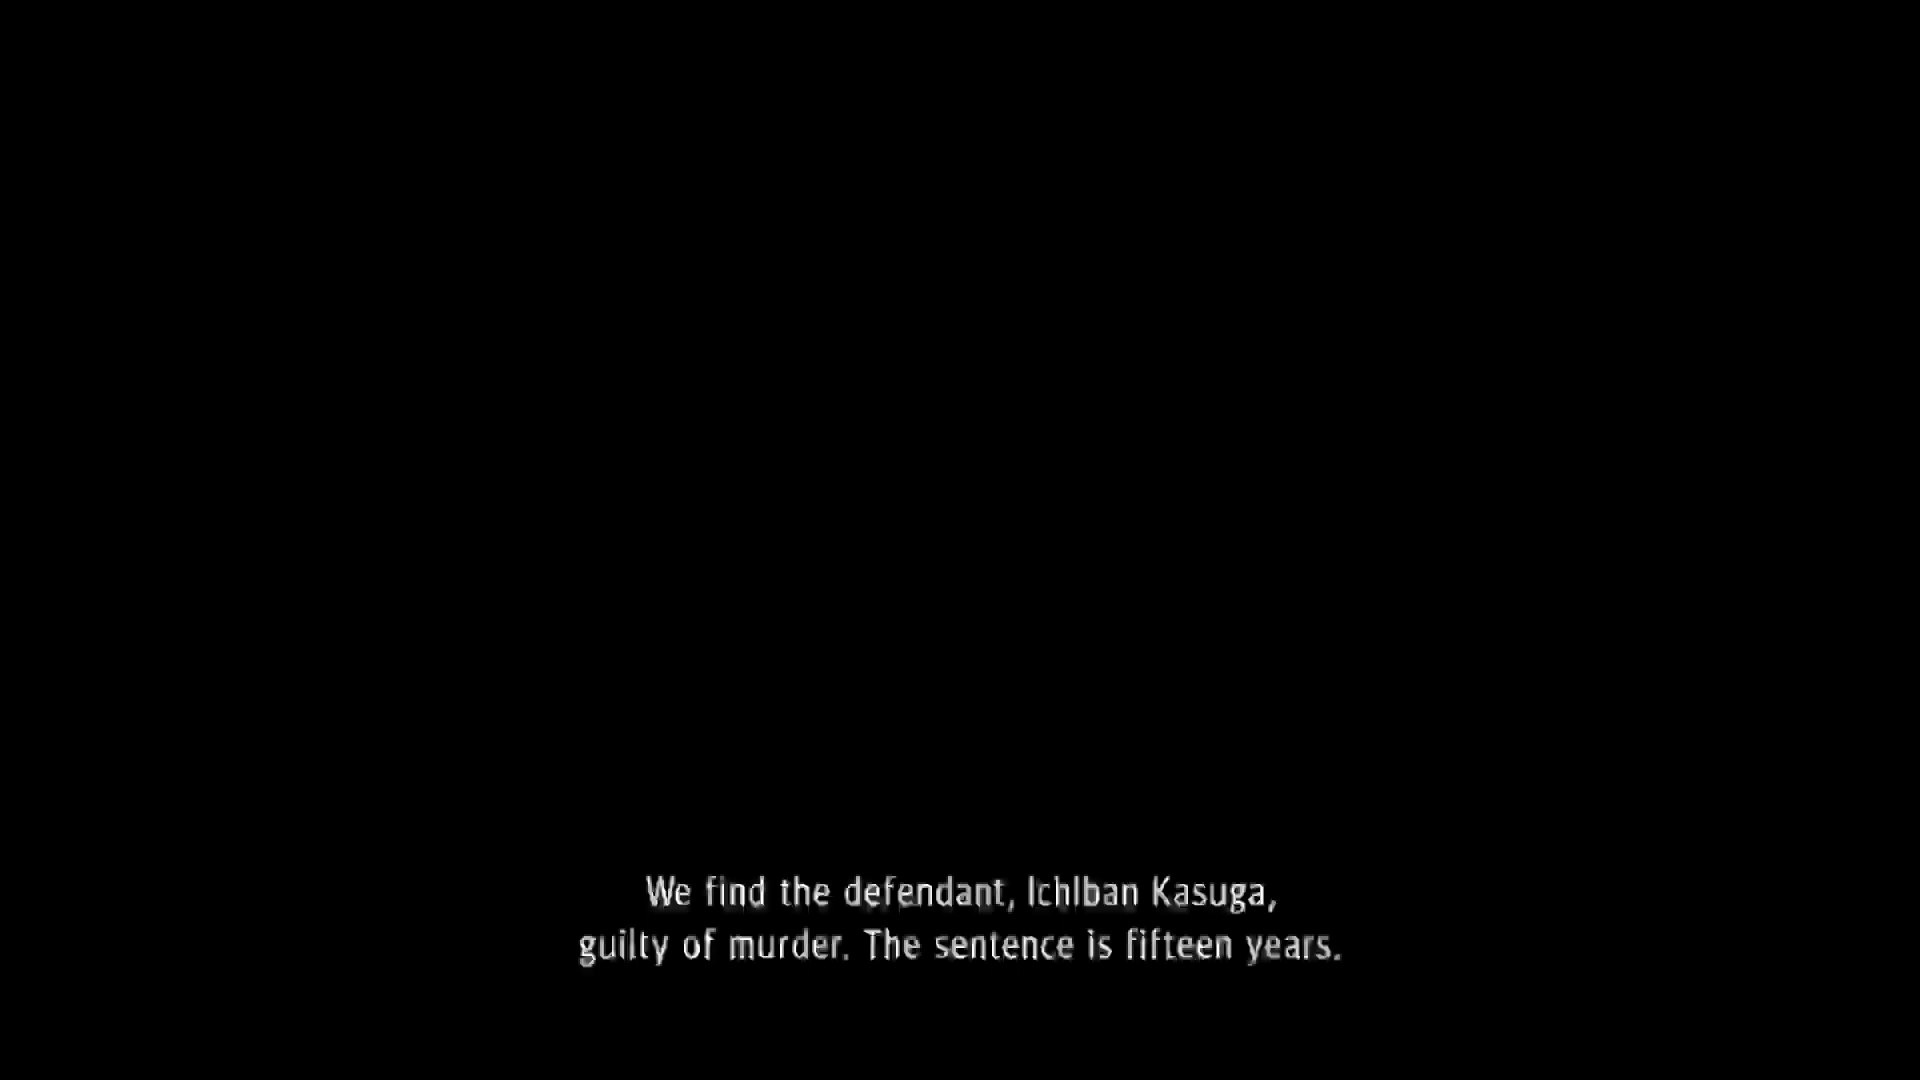 We find the defendant, Ichiban Kasuga,
guilty of murder. The sentence is fifteen years.